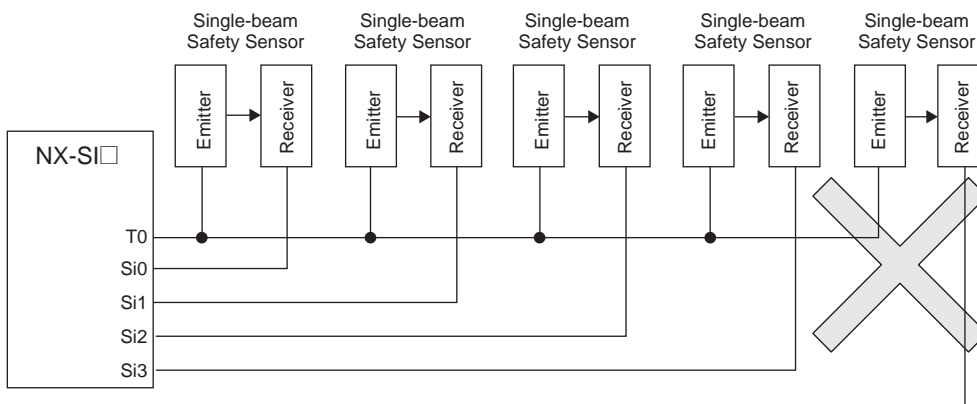 Single-beam
Safety Sensor
Single-beam
Safety Sensor
Single-beam
Safety Sensor
Single-beam
Safety Sensor
Single-beam
Safety Sensor
Emitter
Receiver
Emitter
Receiver
Emitter
Receiver
Emitter
Receiver
Emitter
Receiver
NX-SI□
T0
Si0
Si1
Si2
Si3